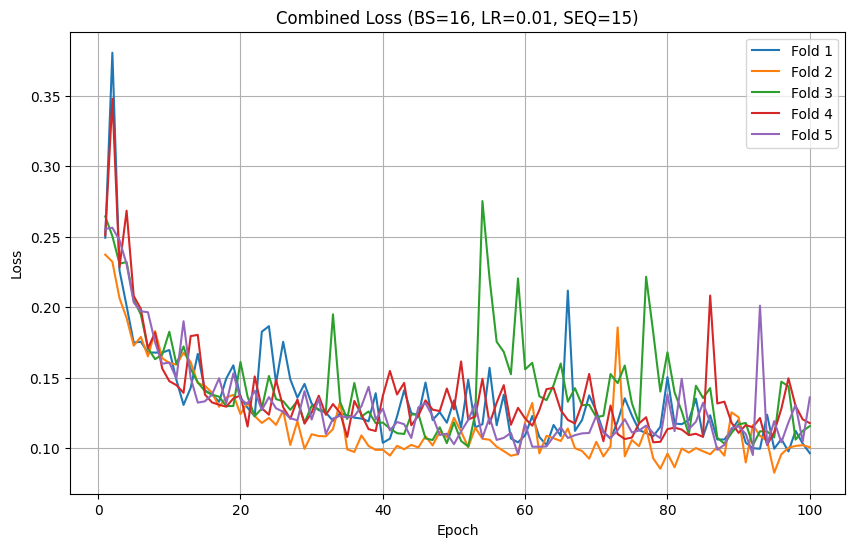 Combined Loss (BS=16, LR=0.01, SEQ=15)
Fold 1
Fold 2
Fold 3
Fold 4
Fold 5
Loss
0.35
0.30
0.25
0.20
0.15
0.10
0
20
40
60
80
100
Epoch